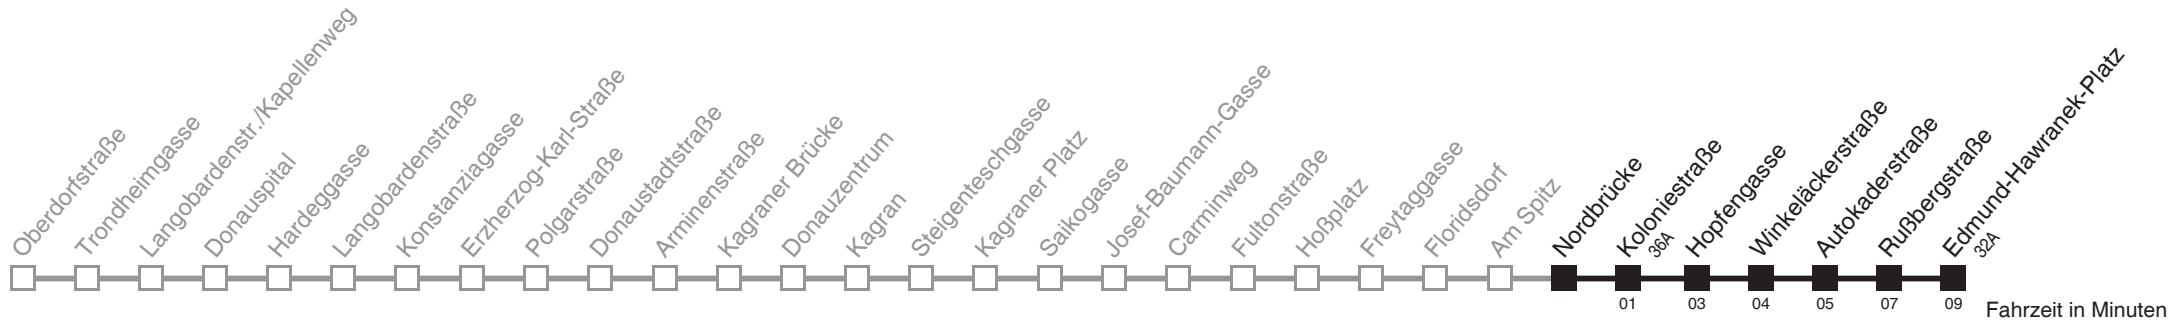 Oberdorfstraße
Trondheimgasse
Langobardenstr./Kapellenweg
Donauspital
Hardeggasse
Langobardenstraße
Konstanziagasse
Erzherzog-Karl-Straße
Polgarstraße
Donaustadtstraße
Arminenstraße
Kagraner Brücke
Donauzentrum
Kagran
Steigenteschgasse
Kagraner Platz
Saikogasse
Josef-Baumann-Gasse
Carminweg
Fultonstraße
Hoßplatz
Freytaggasse
Floridsdorf
Am Spitz
Nordbrücke
Koloniestraße
36A
Hopfengasse
Winkeläckerstraße
Autokaderstraße
Rußbergstraße
Edmund-Hawranek-Platz
32A
01 03 04 05 07 09 Fahrzeit in Minuten